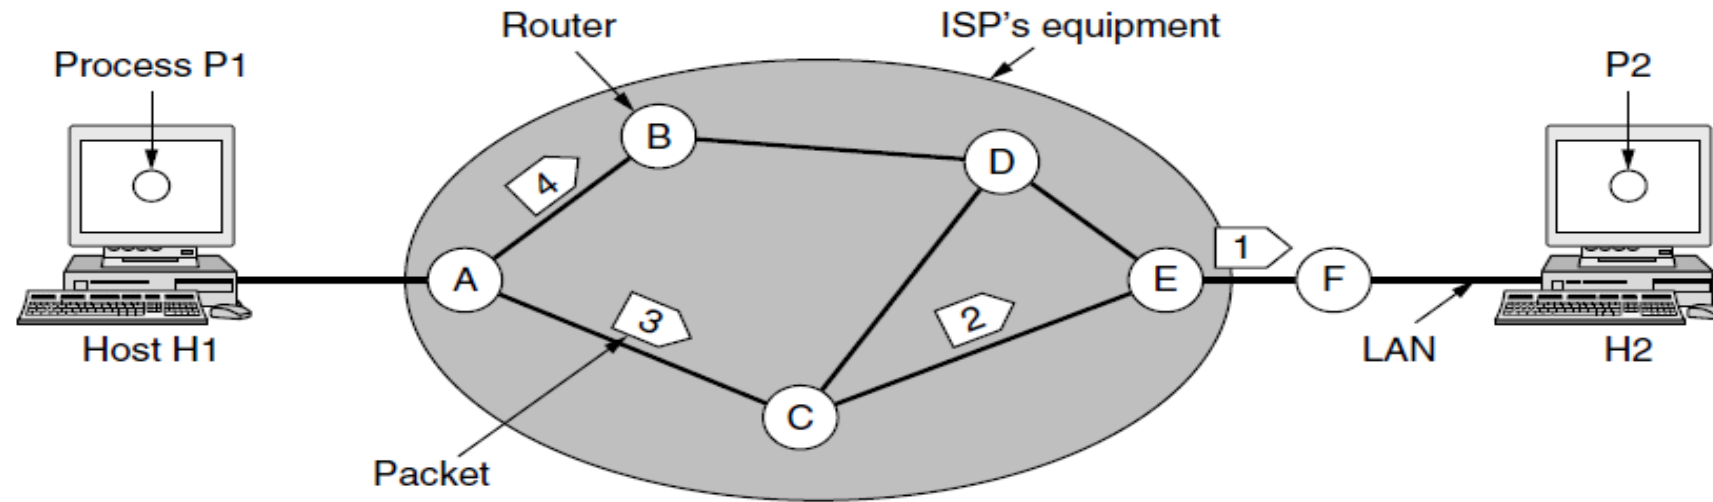 Router
ISP's equipment
Process P1
P2
B
D
4
1
A
E
F
3
2
Host H1
LAN
H2
C
Packet